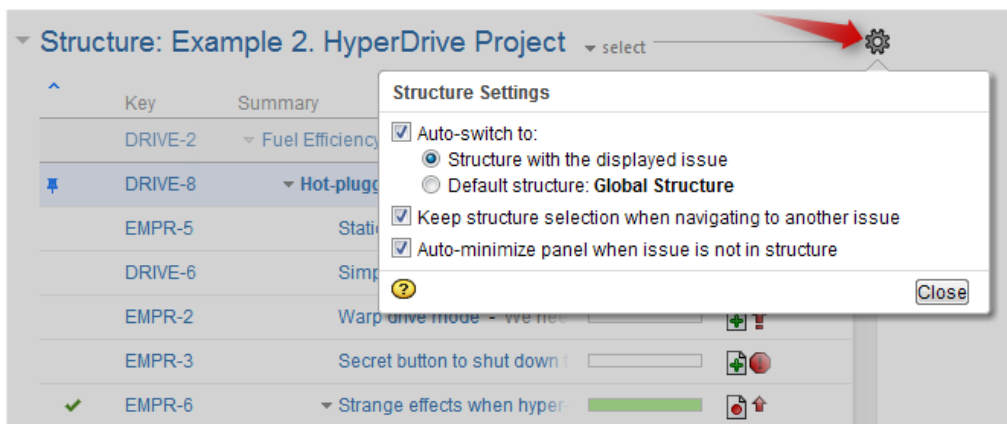 Structure: Example 2. HyperDrive Project select
Structure Settings
Key Summary
Auto-switch to:
DRIVE-2 Fuel Efficiency
Structure with the displayed issue
DRIVE-8
Default structure: Global Structure
Keep structure selection when navigating to another issue
EMPR-5
Auto-minimize panel when issue is not in structure
DRIVE-6
? Close
EMPR-2 Warp drive mode - We
EMPR-3 Secret button to shut down
EMPR-6 Strange effects when hyper-